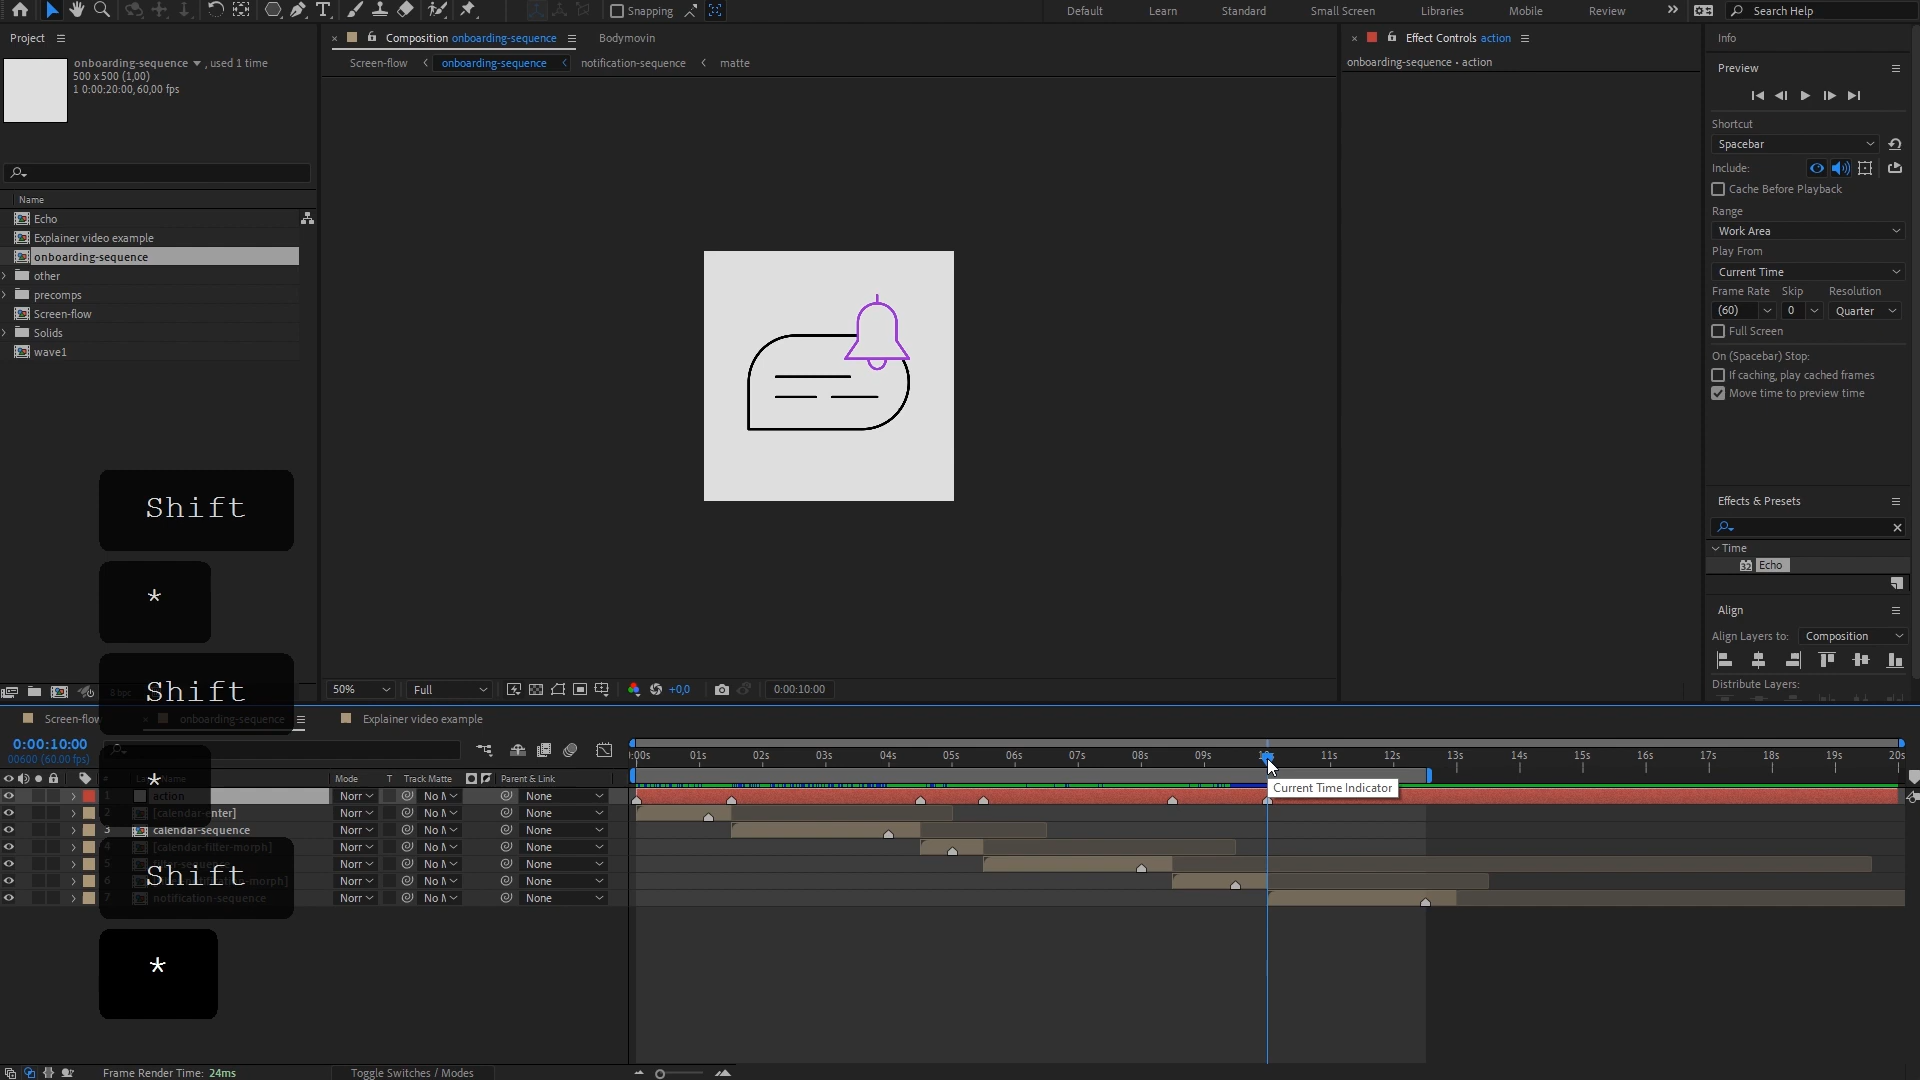 Snapping
Default
Learn
Standard
Small Screen
Libraries
Mobile
Review
Search Help
Project
onboarding-sequence , used 1 time
500 x 500 (1,00)
1 0:00:20:00, 60,00 fps
Name
Echo
Explainer video example
onboarding-sequence
other
precomps
Screen-flow
Solids
wave1
8 bpc
Composition onboarding-sequence
Bodymovin
Screen-flow
onboarding-sequence
notification-sequence
matte
50%
Full
+0,0
0:00:10:00
Effect Controls action
onboarding-sequence • action
Info
Preview
Shortcut
Spacebar
Include:
Cache Before Playback
Range
Work Area
Play From
Current Time
Frame Rate Skip Resolution
(60) 0 Quarter
Full Screen
On (Spacebar) Stop:
If caching, play cached frames
Move time to preview time
Effects & Presets
Time
32 Echo
Align
Align Layers to: Composition
Distribute Layers:
Shift
*
Shift
*
Shift
*
Screen-flow
onboarding-sequence
Explainer video example
0:00:10:00
00600 (60.00 fps)
# Mode T Track Matte Parent & Link
:00s 01s 02s 03s 04s 05s 06s 07s 08s 09s 10s 11s 12s 13s 14s 15s 16s 17s 18s 19s 20s
Current Time Indicator
1 action Norr None
2 [calendar-enter] Norr No M None
3 calendar-sequence Norr No M None
4 [calendar-filter-morph] Norr No M None
5 filter-sequence Norr No M None
6 Norr No M None
7 notification-sequence Norr No M None
Frame Render Time: 24ms
Toggle Switches / Modes